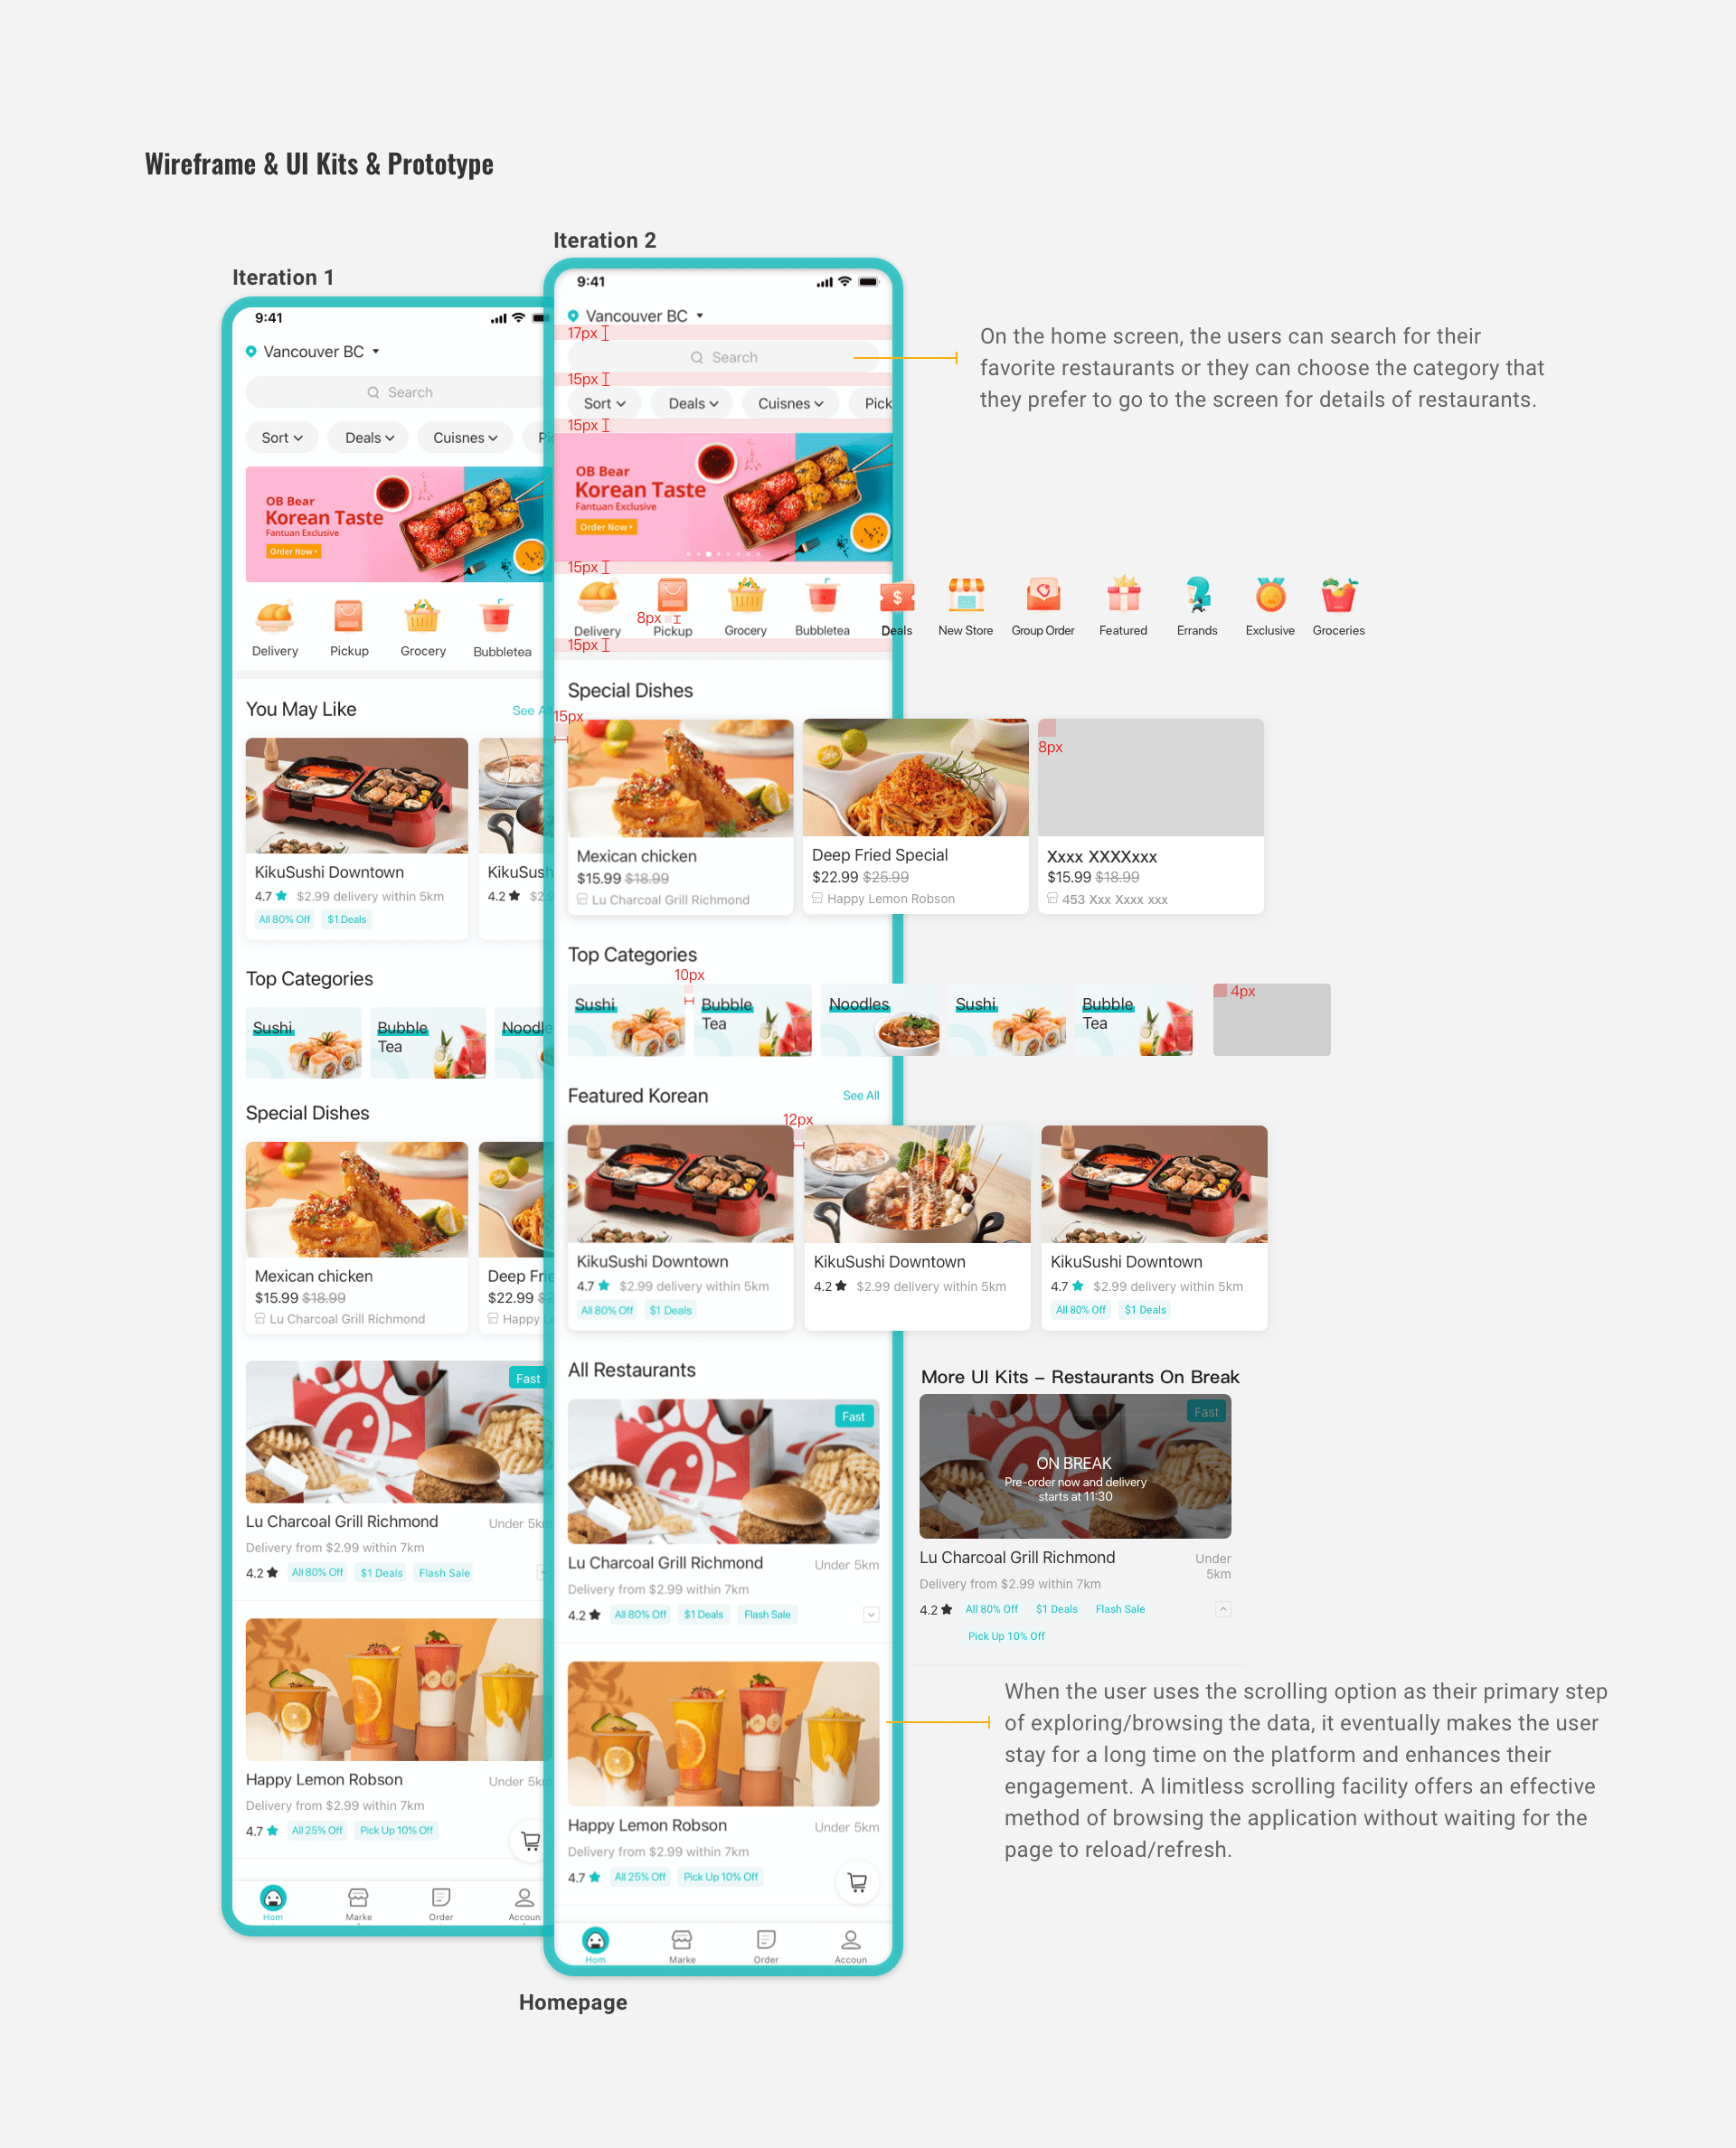 Wireframe & UI Kits & Prototype
Iteration 1
9:41
Vancouver BC
Search
Sort
Deals
Cuisnes
OB Bear
Korean Taste
Fantuan Exclusive
Order Now
Delivery
Pickup
Grocery
Bubbletea
You May Like
See All
KikuSushi Downtown
4.7 $2.99 delivery within 5km
All 80% Off $1 Deals
KikuSush
4.2 $2.9
Top Categories
Sushi
Bubble
Tea
Noodle
Special Dishes
Mexican chicken
$15.99 $18.99
Lu Charcoal Grill Richmond
Deep Frie
$22.99
Happy
Fast
Lu Charcoal Grill Richmond
Under 5km
Delivery from $2.99 within 7km
4.2 All 80% Off $1 Deals Flash Sale
Happy Lemon Robson
Under 5km
Delivery from $2.99 within 7km
4.7 All 25% Off Pick Up 10% Off
Hom
Marke
Order
Accoun
Iteration 2
9:41
Vancouver BC
17px
Search
15px
Sort
Deals
Cuisnes
Pick
15px
OB Bear
Korean Taste
Fantuan Exclusive
Order Now
15px
Delivery
8px
Pickup
Grocery
Bubbletea
Deals
New Store
Group Order
Featured
Errands
Exclusive
Groceries
15px
Special Dishes
15px
Mexican chicken
$15.99 $18.99
Lu Charcoal Grill Richmond
Deep Fried Special
$22.99 $25.99
Happy Lemon Robson
8px
Xxxx XXXXxxx
$15.99 $18.99
453 Xxx Xxxx xxx
Top Categories
10px
Sushi
Bubble
Tea
Noodles
Sushi
Bubble
Tea
4px
Featured Korean
See All
12px
KikuSushi Downtown
4.7 $2.99 delivery within 5km
All 80% Off $1 Deals
KikuSushi Downtown
4.2 $2.99 delivery within 5km
KikuSushi Downtown
4.7 $2.99 delivery within 5km
All 80% Off $1 Deals
All Restaurants
Fast
Lu Charcoal Grill Richmond
Under 5km
Delivery from $2.99 within 7km
4.2 All 80% Off $1 Deals Flash Sale
Happy Lemon Robson
Under 5km
Delivery from $2.99 within 7km
4.7 All 25% Off Pick Up 10% Off
Hom
Marke
Order
Accoun
Homepage
On the home screen, the users can search for their
favorite restaurants or they can choose the category that
they prefer to go to the screen for details of restaurants.
More UI Kits – Restaurants On Break
Fast
ON BREAK
Pre-order now and delivery
starts at 11:30
Lu Charcoal Grill Richmond
Under
5km
Delivery from $2.99 within 7km
4.2 All 80% Off $1 Deals Flash Sale
Pick Up 10% Off
When the user uses the scrolling option as their primary step
of exploring/browsing the data, it eventually makes the user
stay for a long time on the platform and enhances their
engagement. A limitless scrolling facility offers an effective
method of browsing the application without waiting for the
page to reload/refresh.